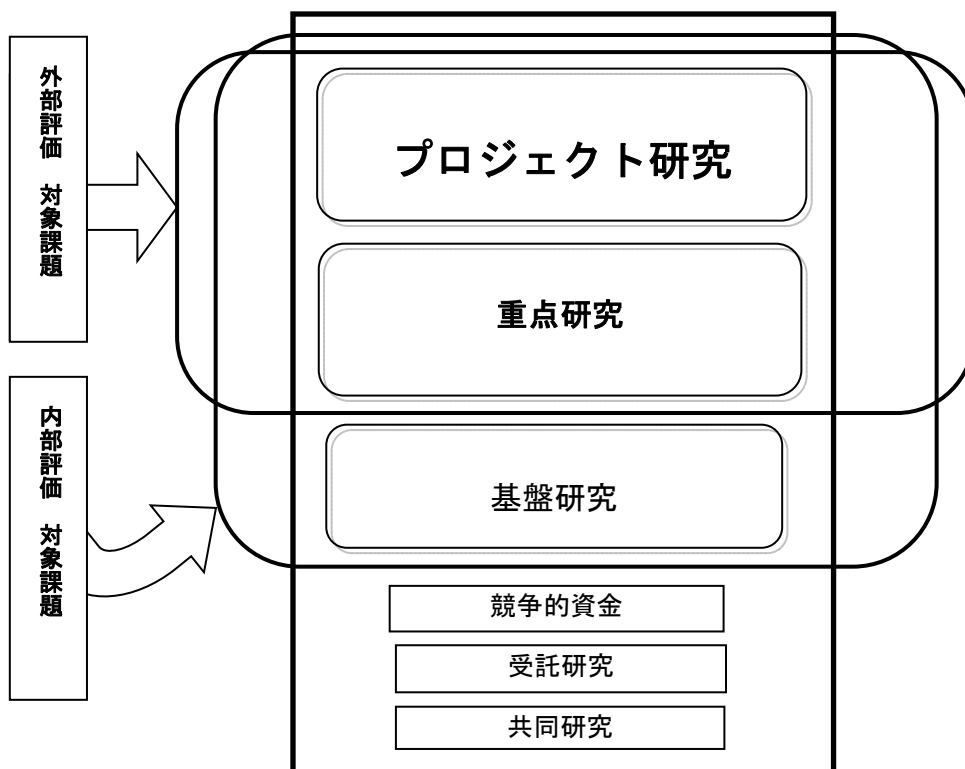 外部評価 対象課題
プロジェクト研究
重点研究
内部評価 対象課題
基盤研究
競争的資金
受託研究
共同研究